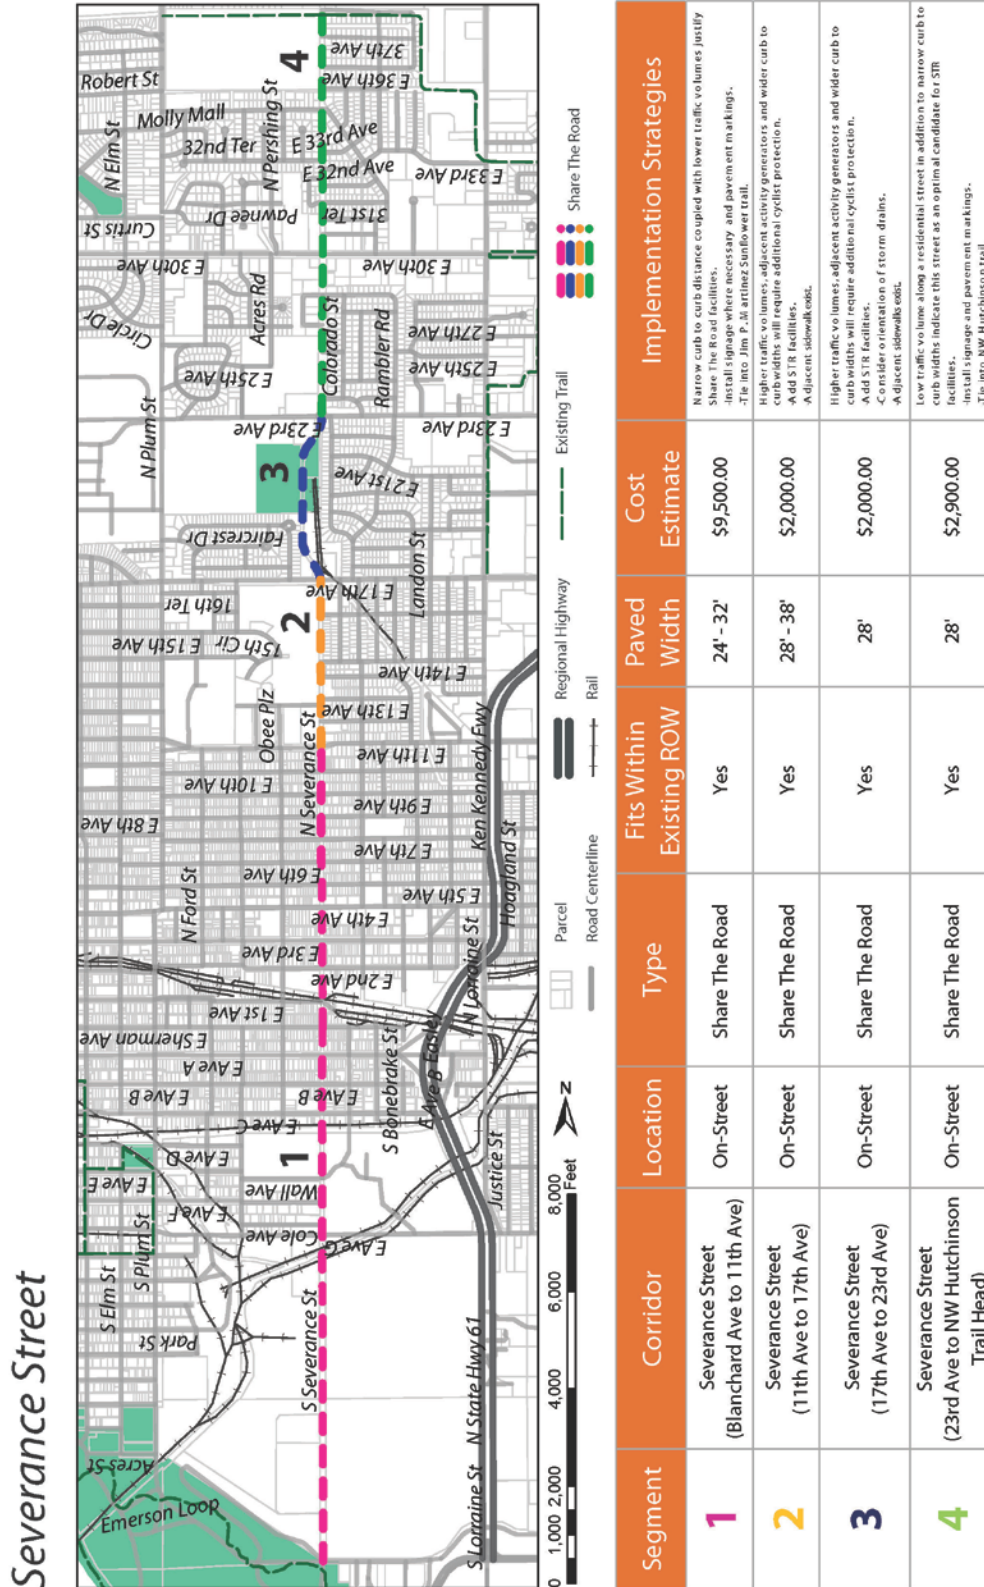 Severance Street
Robert St
N Elm St
Molly Mall
32nd Ter
N Pershing St
E 33rd Ave
E 32nd Ave
E 36th Ave
37th Ave
4
Curtis St
Pawnee Dr
31st Ter
E 33rd Ave
E 30th Ave
E 30th Ave
Circle Dr
Acres Rd
Colorado St
Rambler Rd
E 27th Ave
E 25th Ave
E 25th Ave
N Plum St
E 23rd Ave
E 23rd Ave
3
E 21st Ave
Faircrest Dr
Landon St
E 17th Ave
16th Ter
2
E 15th Ave
15th Cir
E 14th Ave
Obee Plz
E 13th Ave
N Severance St
E 11th Ave
E 10th Ave
E 9th Ave
E 8th Ave
E 7th Ave
Ken Kennedy Fwy
Hoagland St
E 6th Ave
E 5th Ave
N Ford St
E 4th Ave
E 3rd Ave
E 2nd Ave
N Lorraine St
E 1st Ave
E Sherman Ave
E Ave A
S Bonebrake St
Easley
E Ave B
E Ave B
E Ave B
E Ave C
1
E Ave D
E Ave E
Wall Ave
Justice St
E Ave F
Cole Ave
E Ave G
S Plum St
S Elm St
Park St
S Severance St
N State Hwy 61
Acres St
Emerson Loop
S Lorraine St
0 1,000 2,000 4,000 6,000 8,000
Feet
N
Parcel
Road Centerline
Regional Highway
Rail
Existing Trail
Share The Road
Segment Corridor Location Type Fits Within Existing ROW Paved Width Cost Estimate Implementation Strategies
1 Severance Street (Blanchard Ave to 11th Ave) On-Street Share The Road Yes 24' - 32' $9,500.00
Narrow curb to curb distance coupled with lower traffic volumes justify
Share The Road facilities.
-Install signage where necessary and pavement markings.
-Tie into Jim P. Martinez Sunflower trail.
2 Severance Street (11th Ave to 17th Ave) On-Street Share The Road Yes 28' - 38' $2,000.00
Higher traffic volumes, adjacent activity generators and wider curb to
curb widths will require additional cyclist protection.
-Add STR facilities.
-Adjacent sidewalk exist.
3 Severance Street (17th Ave to 23rd Ave) On-Street Share The Road Yes 28' $2,000.00
Higher traffic volumes, adjacent activity generators and wider curb to
curb widths will require additional cyclist protection.
-Add STR facilities.
-Consider orientation of storm drains.
-Adjacent sidewalks exist.
4 Severance Street (23rd Ave to NW Hutchinson Trail Head) On-Street Share The Road Yes 28' $2,900.00
Low traffic volume along a residential street in addition to narrow curb to
curb widths indicate this street as an optimal candidate for STR
facilities.
-Install signage and pavement markings.
-Tie into NW Hutchinson trail